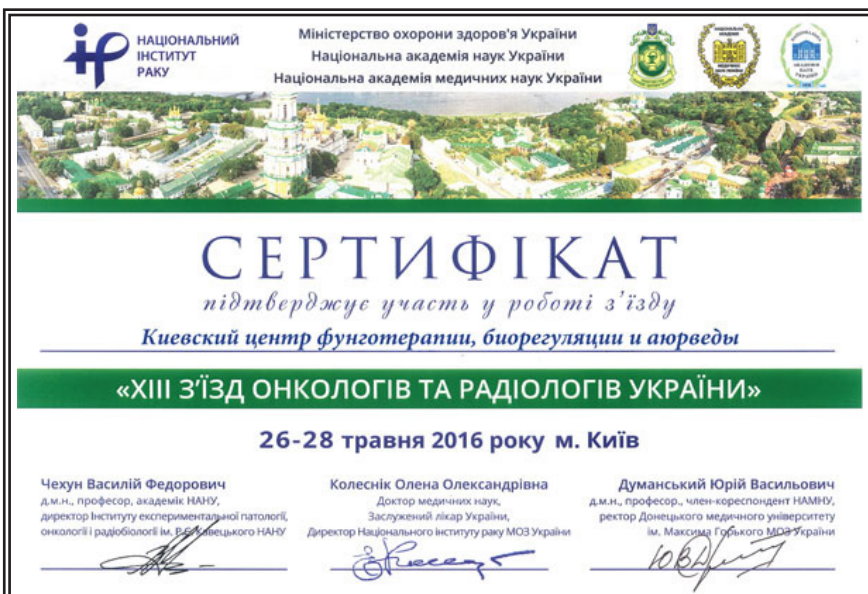 НАЦІОНАЛЬНИЙ
ІНСТИТУТ
РАКУ
Міністерство охорони здоров'я України
Національна академія наук України
Національна академія медичних наук України
СЕРТИФІКАТ
підтверджує участь у роботі з'їзду
Киевский центр фунготерапии, биорегуляции и аюрведы
«XIII З'ЇЗД ОНКОЛОГІВ ТА РАДІОЛОГІВ УКРАЇНИ»
26-28 травня 2016 року м. Київ
Чехун Василій Федорович
д.м.н., професор, академік НАНУ,
директор Інституту експериментальної патології,
онкології і радіобіології ім. Р.Є. Кавецького НАНУ
Колеснік Олена Олександрівна
Доктор медичних наук,
Заслужений лікар України,
Директор Національного інституту раку МОЗ України
Думанський Юрій Васильович
д.м.н., професор., член-кореспондент НАМНУ,
ректор Донецького медичного університету
ім. Максима Горького МОЗ України